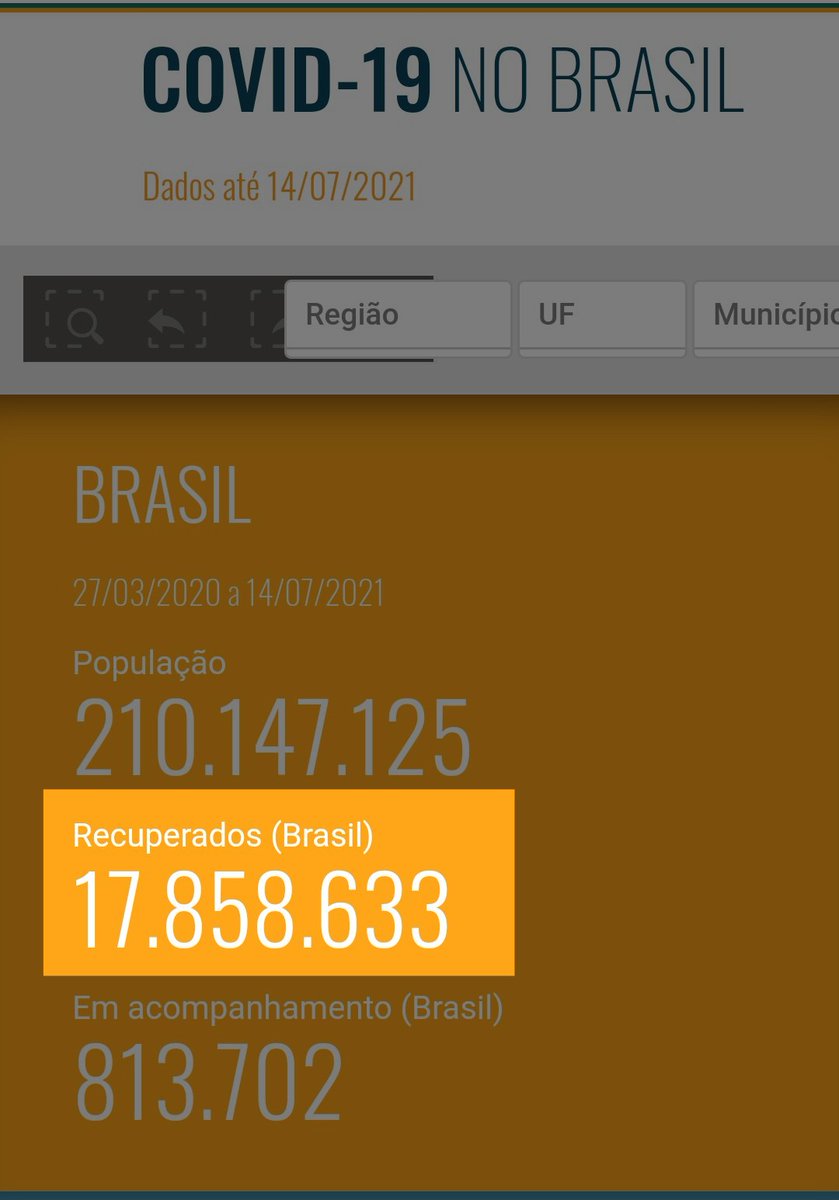 COVID-19 NO BRASIL
Dados até 14/07/2021
Região
UF
Município
BRASIL
27/03/2020 a 14/07/2021
População
210.147.125
Recuperados (Brasil)
17.858.633
Em acompanhamento (Brasil)
813.702